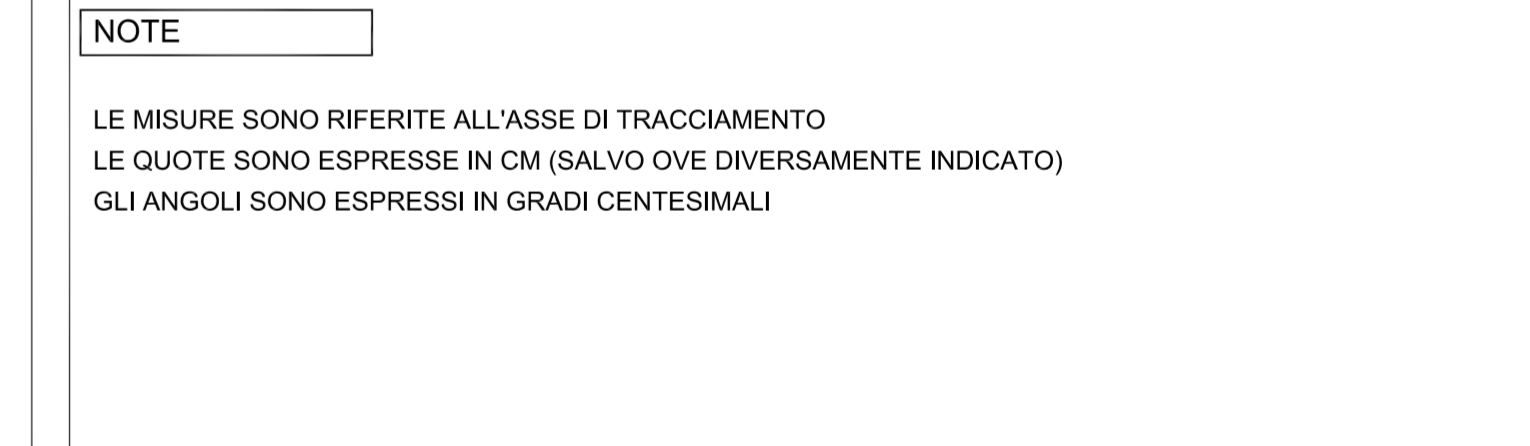 NOTE
LE MISURE SONO RIFERITE ALL'ASSE DI TRACCIAMENTO
LE QUOTE SONO ESPRESSE IN CM (SALVO OVE DIVERSAMENTE INDICATO)
GLI ANGOLI SONO ESPRESSI IN GRADI CENTESIMALI